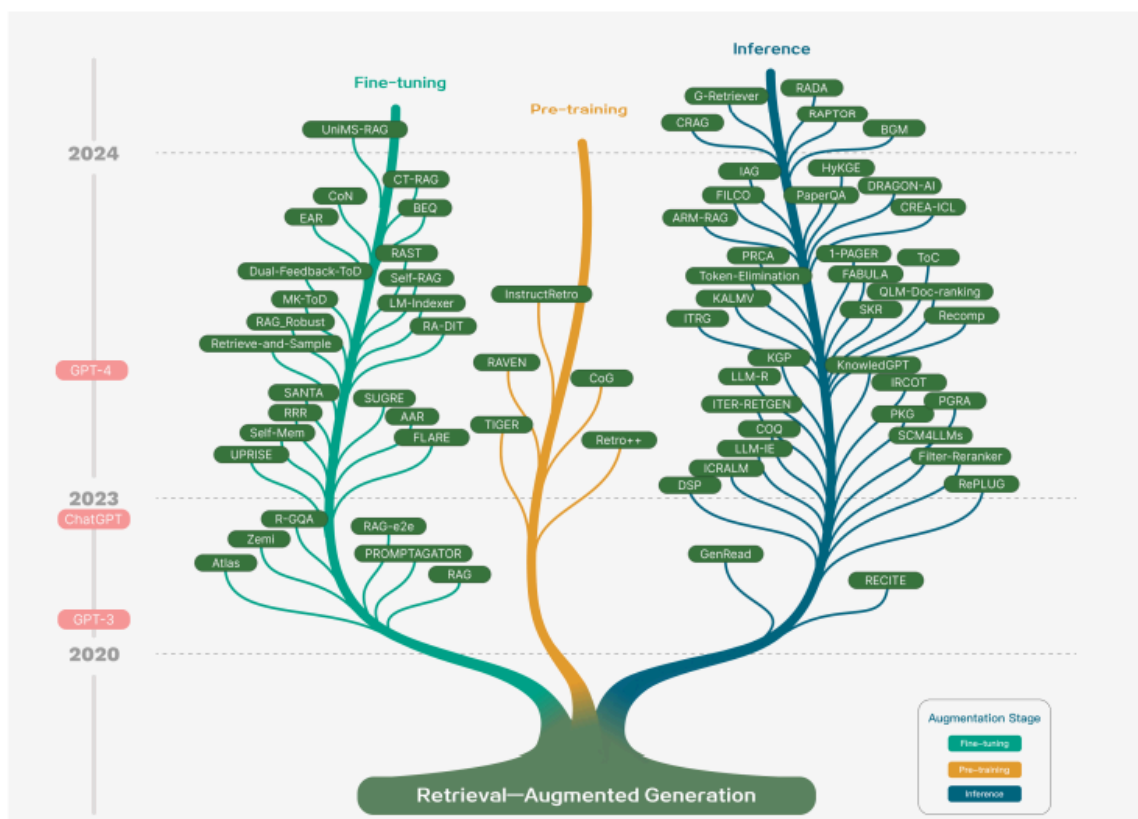 Inference
Fine-tuning
Pre-training
G-Retriever
RADA
CRAG
RAPTOR
BGM
UniMS-RAG
2024
IAG
HyKGE
CT-RAG
DRAGON-AI
CoN
FILCO
PaperQA
BEQ
CREA-ICL
EAR
ARM-RAG
RAST
PRCA
1-PAGER
ToC
Dual-Feedback-ToD
Self-RAG
Token-Elimination
FABULA
QLM-Doc-ranking
MK-ToD
LM-Indexer
InstructRetro
KALMV
SKR
Recomp
RAG_Robust
RA-DIT
ITRG
Retrieve-and-Sample
GPT-4
RAVEN
KGP
KnowledGPT
CoG
LLM-R
IRCOT
SANTA
SUGRE
ITER-RETGEN
PGRA
RRR
AAR
PKG
Self-Mem
FLARE
TIGER
Retro++
COQ
SCM4LLMs
UPRISE
LLM-IE
Filter-Reranker
ICRALM
DSP
RePLUG
2023
ChatGPT
R-GQA
RAG-e2e
Zemi
PROMPTAGATOR
Atlas
RAG
GenRead
RECITE
GPT-3
2020
Augmentation Stage
Fine-tuning
Pre-training
Inference
Retrieval—Augmented Generation